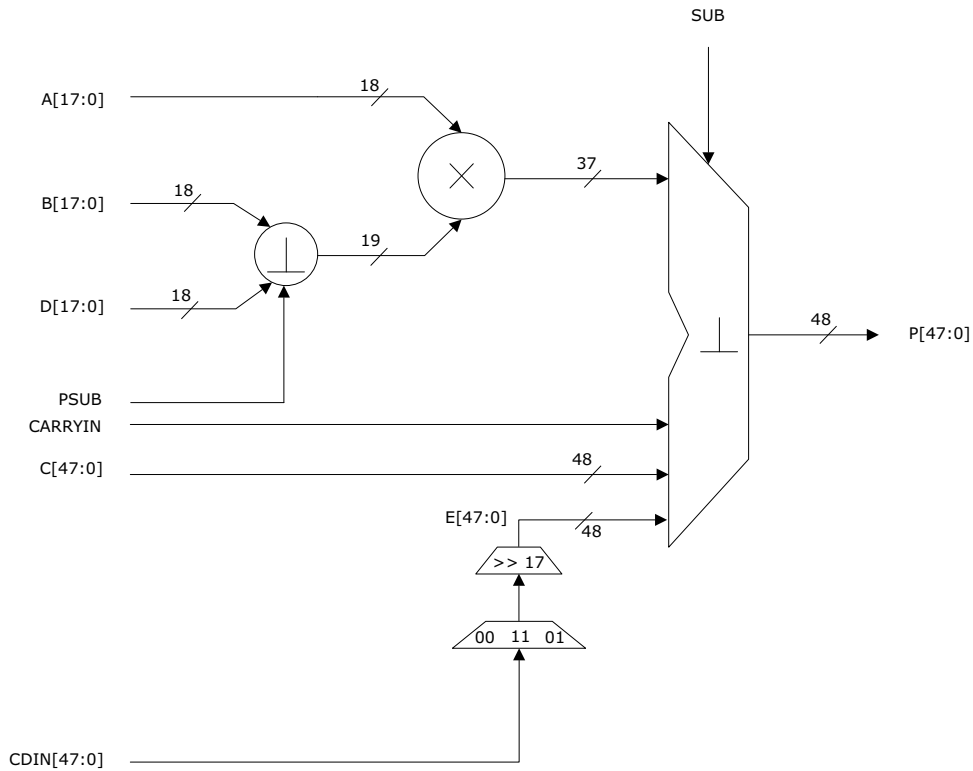 SUB
18
A[17:0]
37
18
B[17:0]
19
18
D[17:0]
48
P[47:0]
PSUB
CARRYIN
48
C[47:0]
E[47:0]
48
>> 17
00 11 01
CDIN[47:0]